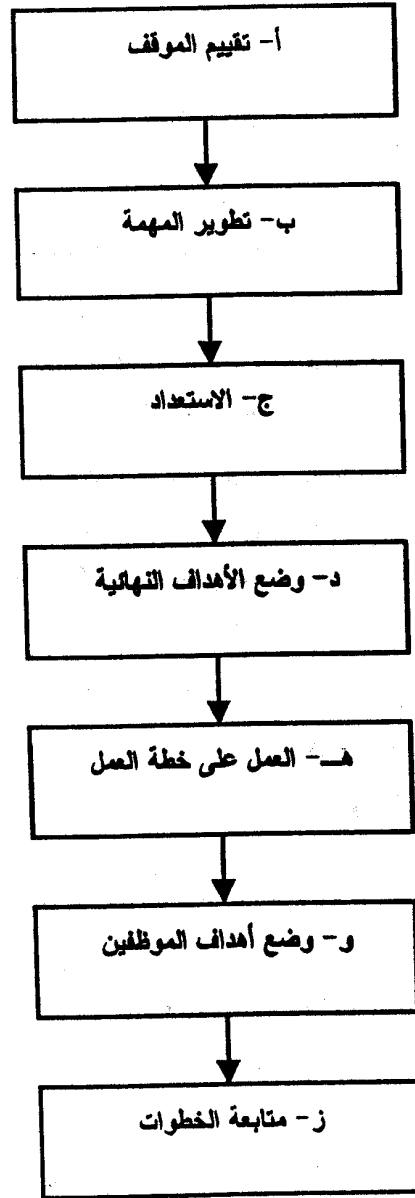 أ- تقييم الموقف
ب- تطوير المهمة
ج- الاستعداد
د- وضع الأهداف النهائية
هـ- العمل على خطة العمل
و- وضع أهداف الموظفين
ز- متابعة الخطوات